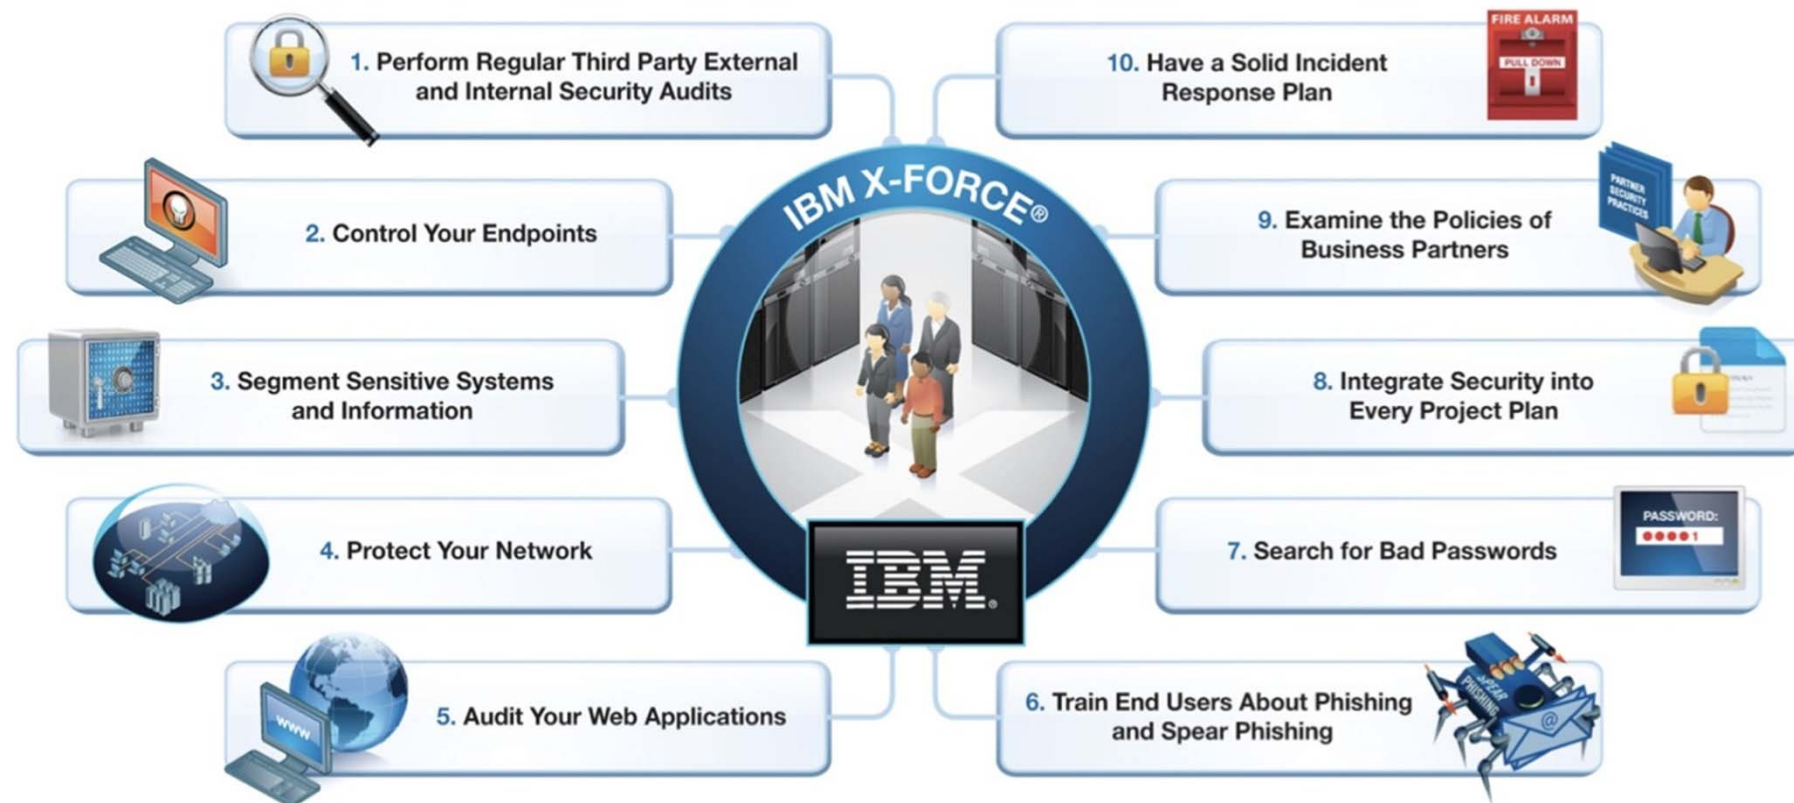 1. Perform Regular Third Party External
and Internal Security Audits
2. Control Your Endpoints
3. Segment Sensitive Systems
and Information
4. Protect Your Network
5. Audit Your Web Applications
WWW
IBM X-FORCE®
IBM®
10. Have a Solid Incident
Response Plan
FIRE ALARM
PULL DOWN
9. Examine the Policies of
Business Partners
PARTNER
SECURITY
PRACTICES
8. Integrate Security into
Every Project Plan
7. Search for Bad Passwords
PASSWORD:
●●●●1
6. Train End Users About Phishing
and Spear Phishing
SPEAR
PHISHING
@